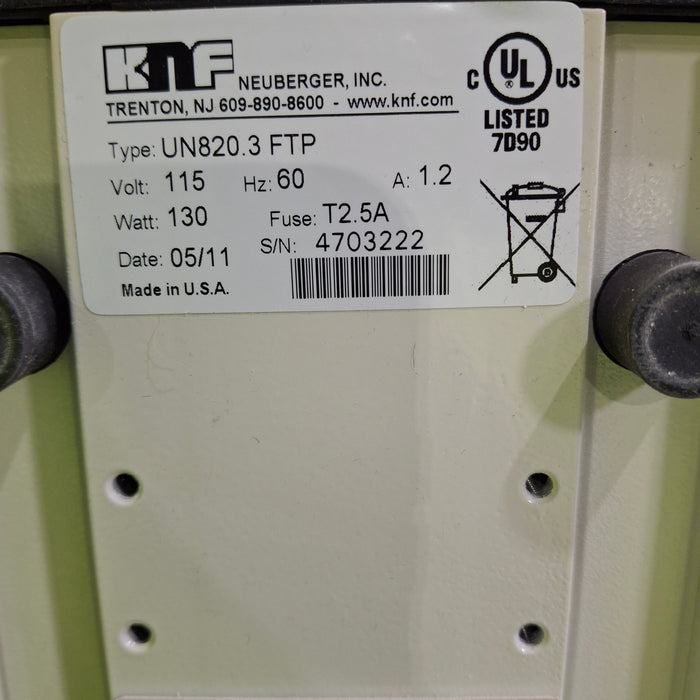 KNF NEUBERGER, INC.
TRENTON, NJ 609-890-8600 - www.knf.com
C UL ® US
LISTED
7D90
Type: UN820.3 FTP
Volt: 115 Hz: 60 A: 1.2
Watt: 130 Fuse: T2.5A
Date: 05/11 S/N: 4703222
Made in U.S.A.